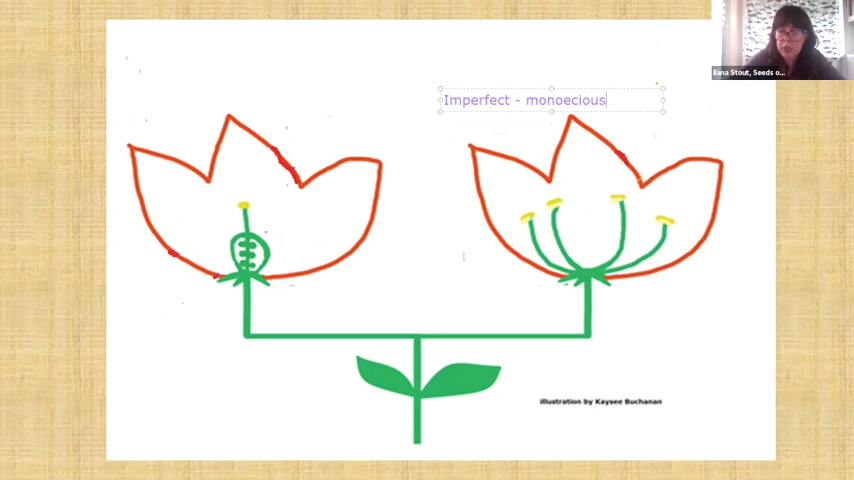 Imperfect - monoecious
Ilana Stout, Seeds o...
illustration by Kaysee Buchanan